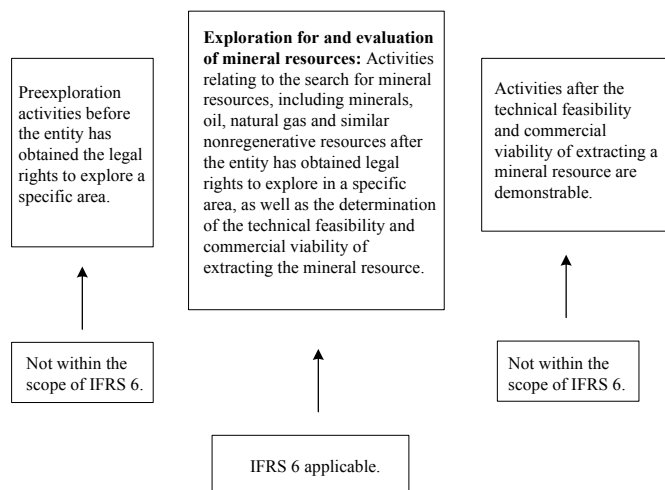 Preexploration
activities before
the entity has
obtained the legal
rights to explore a
specific area.
Exploration for and evaluation
of mineral resources: Activities
relating to the search for mineral
resources, including minerals,
oil, natural gas and similar
nonregenerative resources after
the entity has obtained legal
rights to explore in a specific
area, as well as the determination
of the technical feasibility and
commercial viability of
extracting the mineral resource.
Activities after the
technical feasibility
and commercial
viability of extracting a
mineral resource are
demonstrable.
Not within the
scope of IFRS 6.
IFRS 6 applicable.
Not within the
scope of IFRS 6.